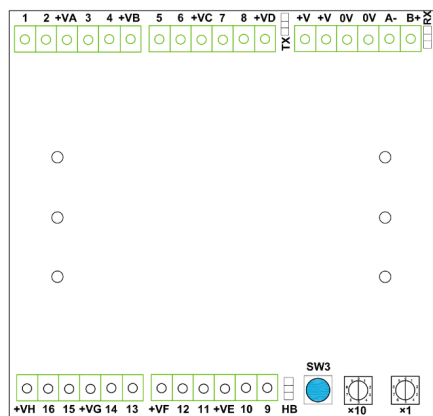 1 2 +VA 3 4 +VB 5 6 +VC 7 8 +VD +V +V 0V 0V A- B+
TX
RX
SW3
+VH 16 15 +VG 14 13 +VF 12 11 +VE 10 9 HB ×10 ×1